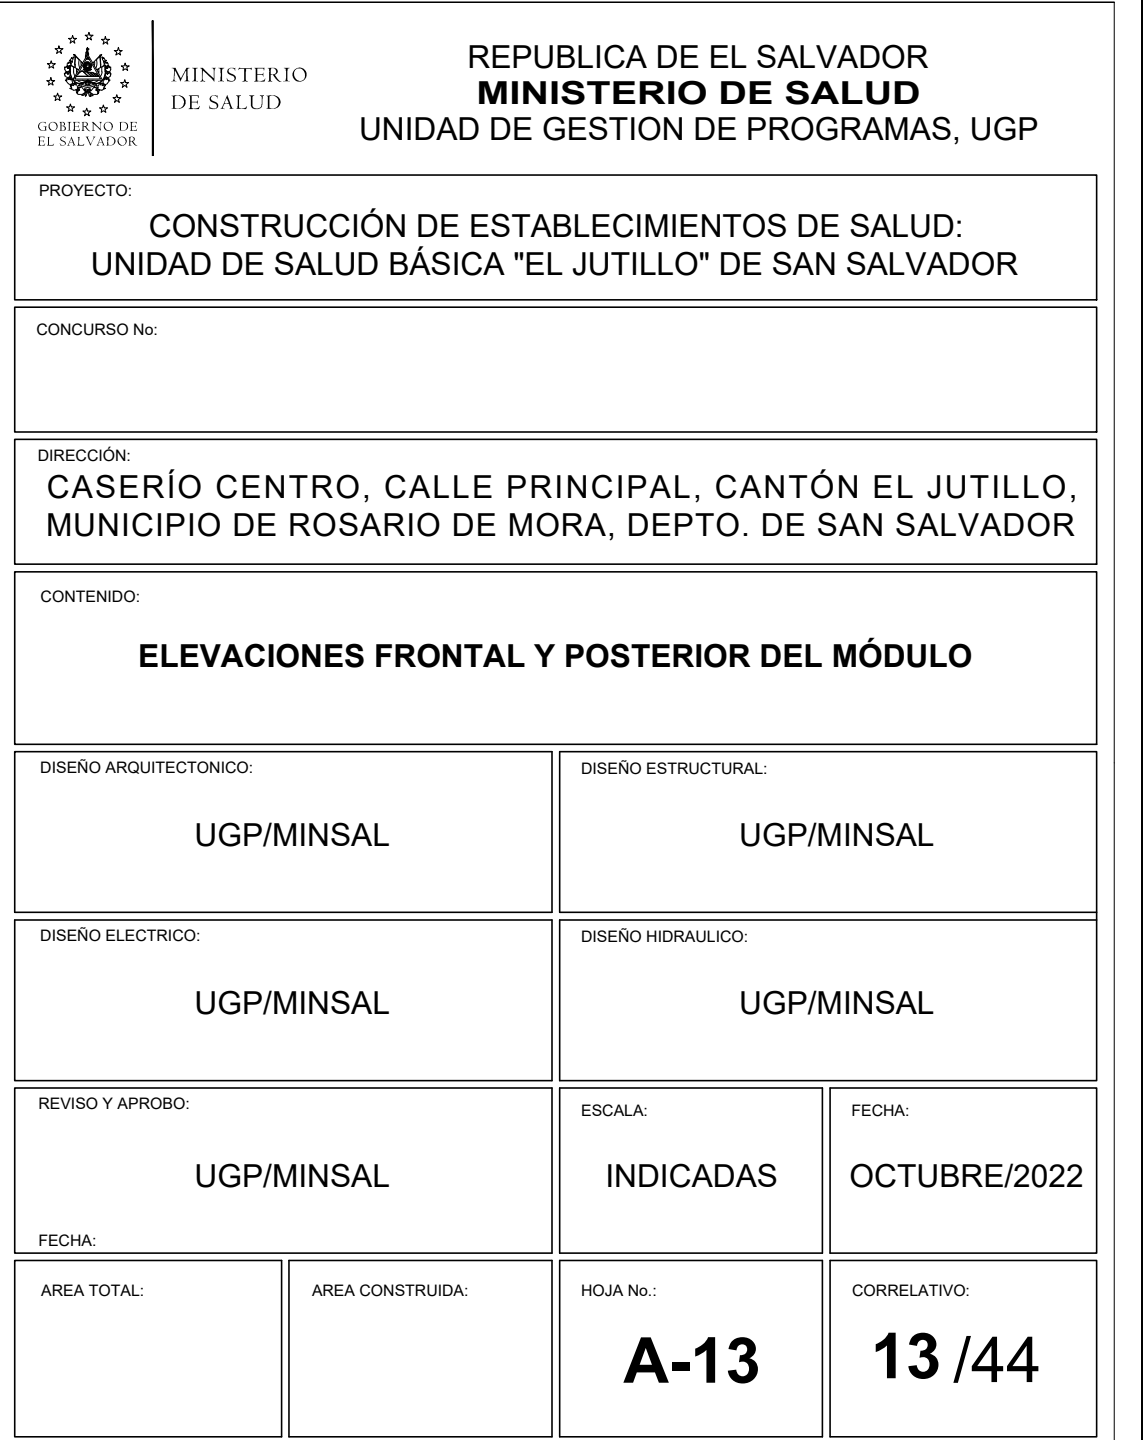 GOBIERNO DE
EL SALVADOR
MINISTERIO
DE SALUD
REPUBLICA DE EL SALVADOR
MINISTERIO DE SALUD
UNIDAD DE GESTION DE PROGRAMAS, UGP
PROYECTO:
CONSTRUCCIÓN DE ESTABLECIMIENTOS DE SALUD:
UNIDAD DE SALUD BÁSICA "EL JUTILLO" DE SAN SALVADOR
CONCURSO No:
DIRECCIÓN:
CASERÍO CENTRO, CALLE PRINCIPAL, CANTÓN EL JUTILLO,
MUNICIPIO DE ROSARIO DE MORA, DEPTO. DE SAN SALVADOR
CONTENIDO:
ELEVACIONES FRONTAL Y POSTERIOR DEL MÓDULO
DISEÑO ARQUITECTONICO:
UGP/MINSAL
DISEÑO ESTRUCTURAL:
UGP/MINSAL
DISEÑO ELECTRICO:
UGP/MINSAL
DISEÑO HIDRAULICO:
UGP/MINSAL
REVISO Y APROBO:
UGP/MINSAL
FECHA:
ESCALA:
INDICADAS
FECHA:
OCTUBRE/2022
AREA TOTAL:
AREA CONSTRUIDA:
HOJA No.:
A-13
CORRELATIVO:
13 /44